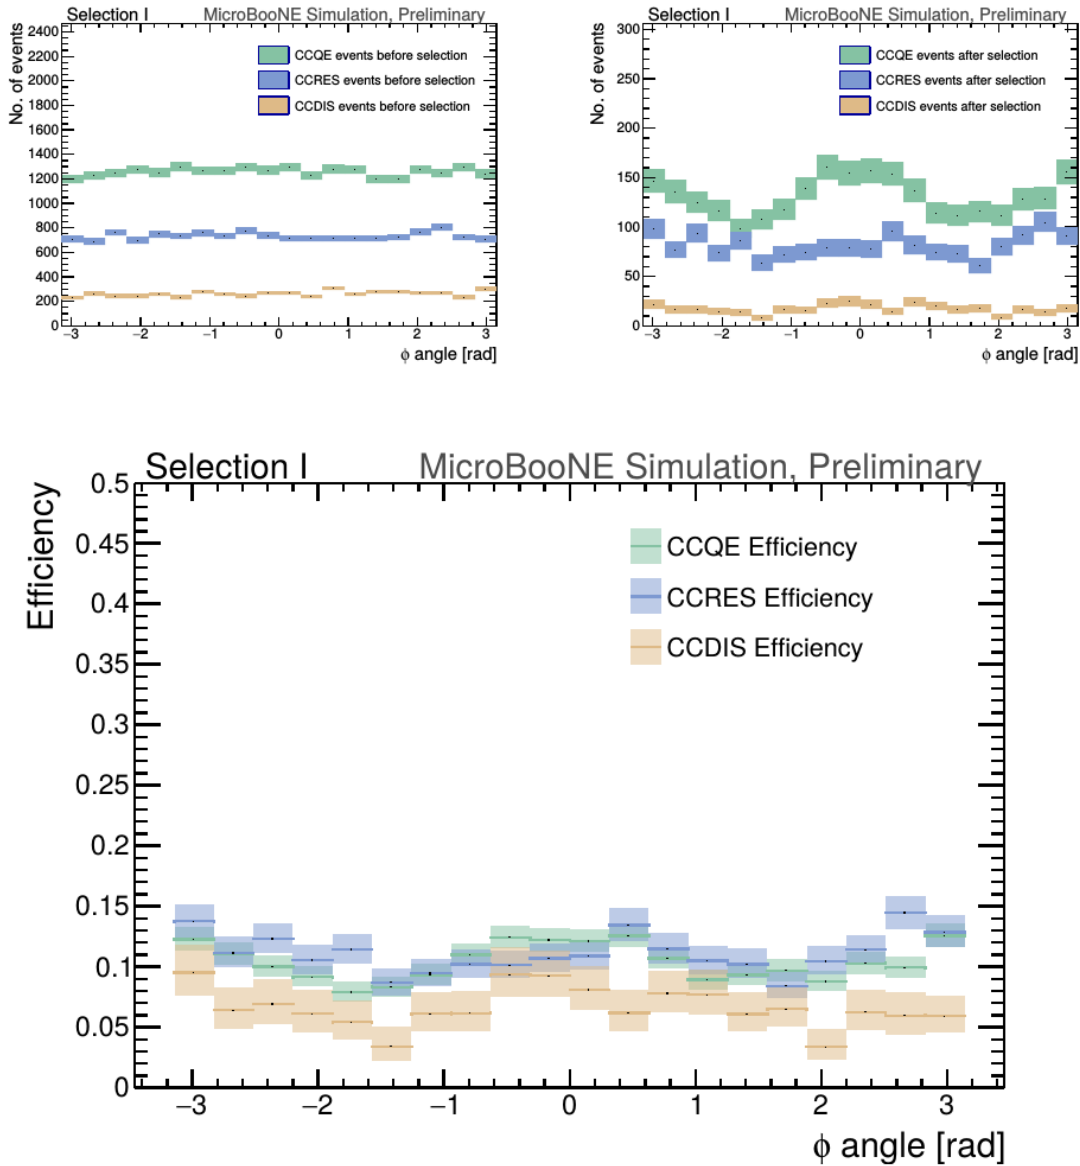 Selection I MicroBooNE Simulation, Preliminary
No. of events
2400
2200
2000
1800
1600
1400
1200
1000
800
600
400
200
0
CCQE events before selection
CCRES events before selection
CCDIS events before selection
−3 −2 −1 0 1 2 3
ϕ angle [rad]
Selection I MicroBooNE Simulation, Preliminary
No. of events
300
250
200
150
100
50
0
CCQE events after selection
CCRES events after selection
CCDIS events after selection
−3 −2 −1 0 1 2 3
ϕ angle [rad]
Selection I MicroBooNE Simulation, Preliminary
Efficiency
0.5
0.45
0.4
0.35
0.3
0.25
0.2
0.15
0.1
0.05
0
CCQE Efficiency
CCRES Efficiency
CCDIS Efficiency
−3 −2 −1 0 1 2 3
ϕ angle [rad]